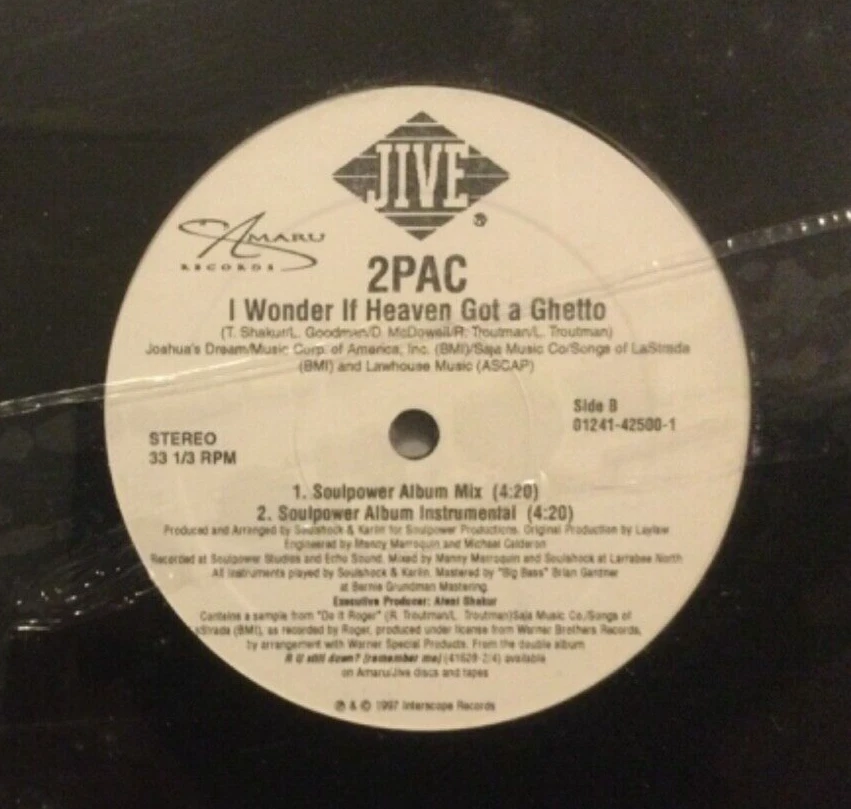 JIVE
AMARU
RECORDS
2PAC
I Wonder If Heaven Got a Ghetto
(T. Shakur/L. Goodman/D. McDowell/R. Troutman/L. Troutman)
Joshua's Dream/Music Corp. of America, Inc. (BMI)/Saja Music Co/Songs of LaStrada
(BMI) and Lawhouse Music (ASCAP)
Side B
01241-42500-1
STEREO
33 1/3 RPM
1. Soulpower Album Mix (4:20)
2. Soulpower Album Instrumental (4:20)
Produced and Arranged by Soulshock & Karlin for Soulpower Productions. Original Production by Laylaw
Engineered by Manny Marroquin and Michael Calderon
Recorded at Soulpower Studios and Echo Sound. Mixed by Manny Marroquin and Soulshock at Larrabee North
All instruments played by Soulshock & Karlin. Mastered by "Big Bass" Brian Gardner
at Bernie Grundman Mastering
Executive Producer: Afeni Shakur
Contains a sample from "Do It Roger" (R. Troutman/L. Troutman)Saja Music Co./Songs of
Strada (BMI), as recorded by Roger, produced under license from Warner Brothers Records,
by arrangement with Warner Special Products. From the double album
R U still down? [remember me] (41628-2/4) available
on Amaru/Jive discs and tapes
℗ & © 1997 Interscope Records